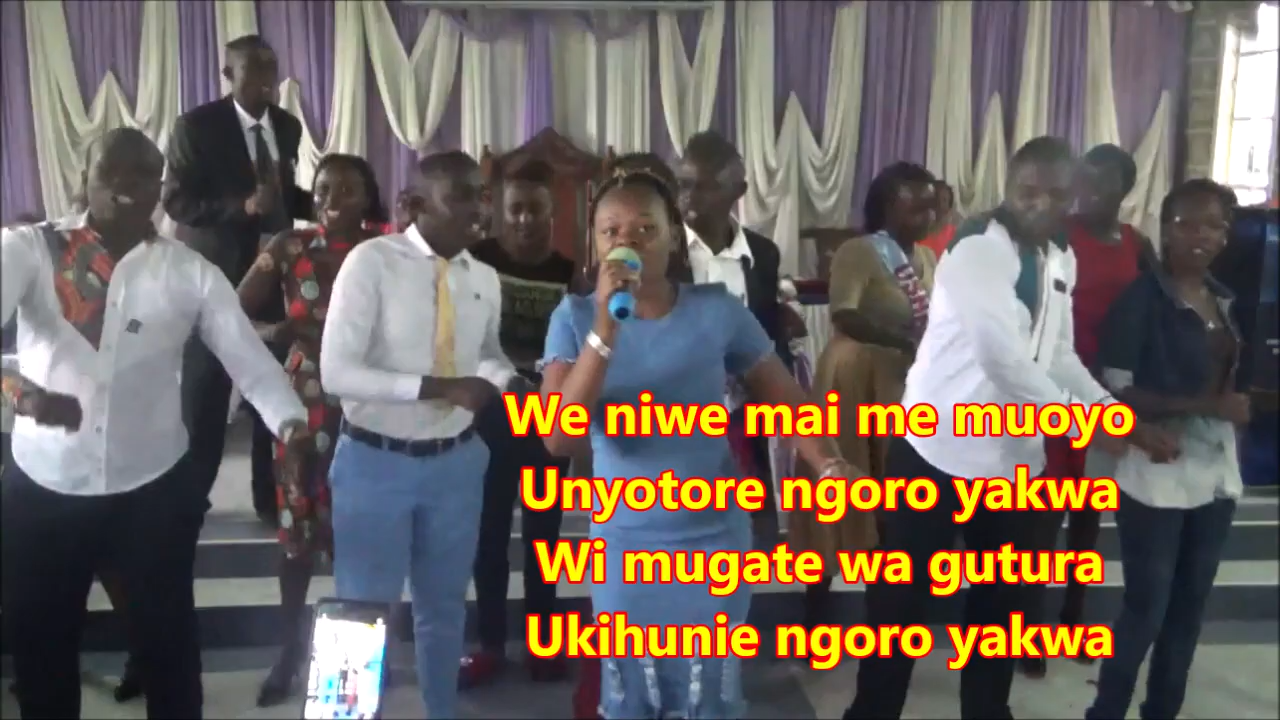 We niwe mai me muoyo
Unyotore ngoro yakwa
Wi mugate wa gutura
Ukihunie ngoro yakwa